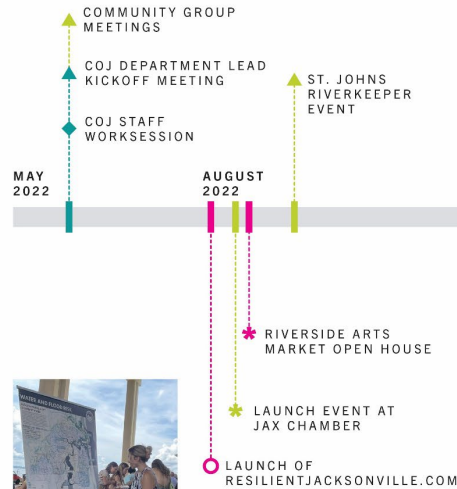 COMMUNITY GROUP
MEETINGS
COJ DEPARTMENT LEAD
KICKOFF MEETING
COJ STAFF
WORKSESSION
ST. JOHNS
RIVERKEEPER
EVENT
MAY
2022
AUGUST
2022
RIVERSIDE ARTS
MARKET OPEN HOUSE
LAUNCH EVENT AT
JAX CHAMBER
LAUNCH OF
RESILIENTJACKSONVILLE.COM